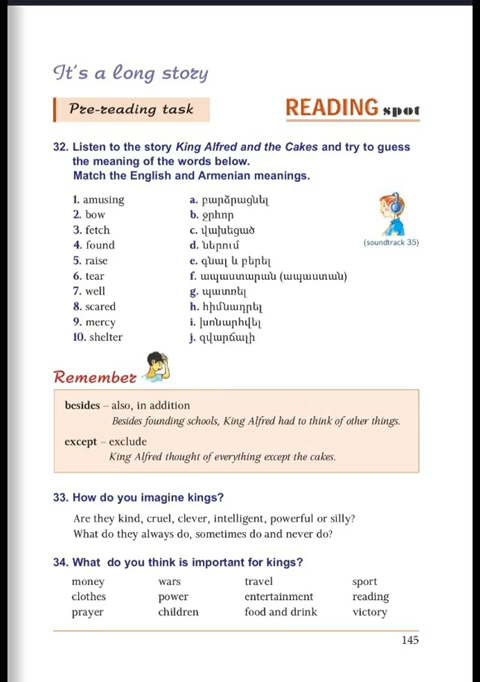 It's a long story
Pre-reading task
READING spot
32. Listen to the story King Alfred and the Cakes and try to guess
the meaning of the words below.
Match the English and Armenian meanings.
1. amusing a. բարձրացնել
2. bow b. ջրհոր
3. fetch c. վախեցած
4. found d. ներում
5. raise e. գնալ և բերել
6. tear f. ապաստարան (ապաստան)
7. well g. պատռել
8. scared h. հիմնադրել
9. mercy i. խոնարհվել
10. shelter j. զվարճալի
(soundtrack 35)
Remember
besides – also, in addition
Besides founding schools, King Alfred had to think of other things.
except – exclude
King Alfred thought of everything except the cakes.
33. How do you imagine kings?
Are they kind, cruel, clever, intelligent, powerful or silly?
What do they always do, sometimes do and never do?
34. What do you think is important for kings?
money wars travel sport
clothes power entertainment reading
prayer children food and drink victory
145